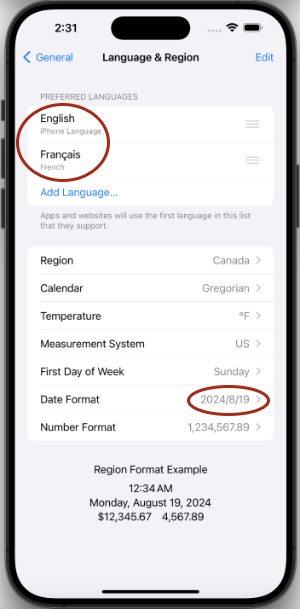 2:31
General
Language & Region
Edit
PREFERRED LANGUAGES
English
iPhone Language
Français
French
Add Language...
Apps and websites will use the first language in this list
that they support.
Region Canada
Calendar Gregorian
Temperature °F
Measurement System US
First Day of Week Sunday
Date Format 2024/8/19
Number Format 1,234,567.89
Region Format Example
12:34 AM
Monday, August 19, 2024
$12,345.67 4,567.89